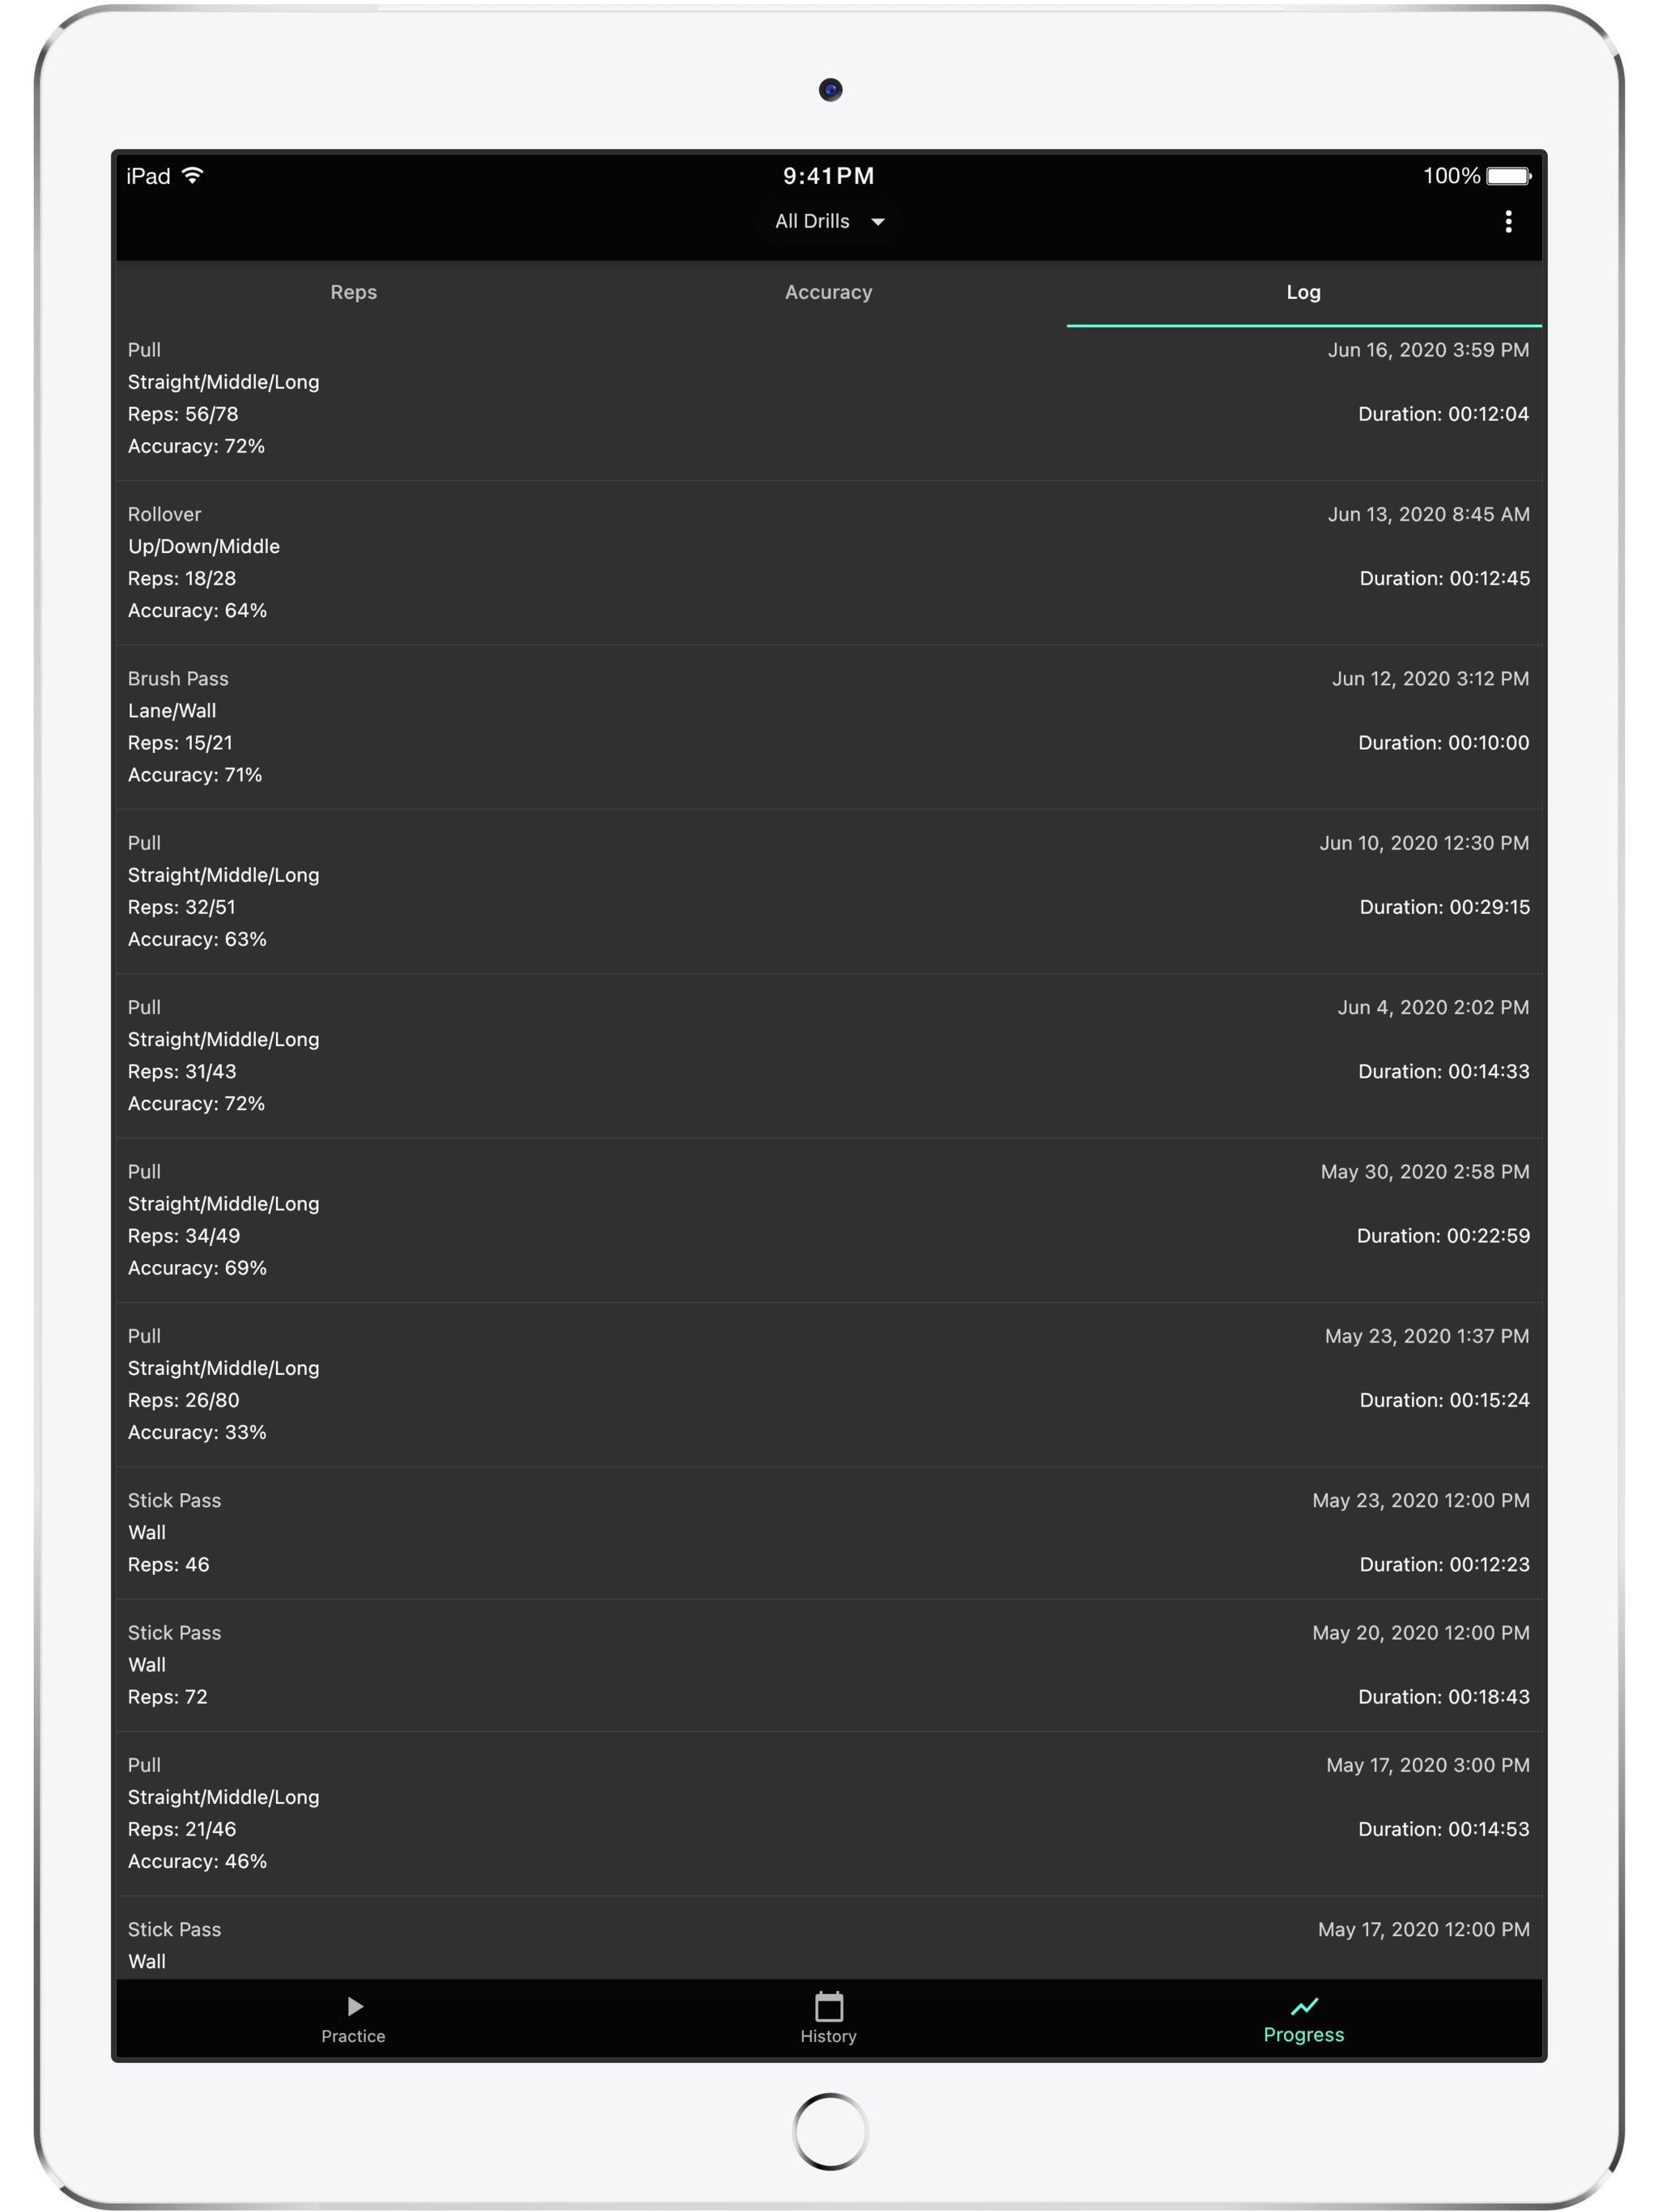 iPad 9:41PM 100%
All Drills
Reps Accuracy Log
Pull Jun 16, 2020 3:59 PM
Straight/Middle/Long
Reps: 56/78 Duration: 00:12:04
Accuracy: 72%
Rollover Jun 13, 2020 8:45 AM
Up/Down/Middle
Reps: 18/28 Duration: 00:12:45
Accuracy: 64%
Brush Pass Jun 12, 2020 3:12 PM
Lane/Wall
Reps: 15/21 Duration: 00:10:00
Accuracy: 71%
Pull Jun 10, 2020 12:30 PM
Straight/Middle/Long
Reps: 32/51 Duration: 00:29:15
Accuracy: 63%
Pull Jun 4, 2020 2:02 PM
Straight/Middle/Long
Reps: 31/43 Duration: 00:14:33
Accuracy: 72%
Pull May 30, 2020 2:58 PM
Straight/Middle/Long
Reps: 34/49 Duration: 00:22:59
Accuracy: 69%
Pull May 23, 2020 1:37 PM
Straight/Middle/Long
Reps: 26/80 Duration: 00:15:24
Accuracy: 33%
Stick Pass May 23, 2020 12:00 PM
Wall
Reps: 46 Duration: 00:12:23
Stick Pass May 20, 2020 12:00 PM
Wall
Reps: 72 Duration: 00:18:43
Pull May 17, 2020 3:00 PM
Straight/Middle/Long
Reps: 21/46 Duration: 00:14:53
Accuracy: 46%
Stick Pass May 17, 2020 12:00 PM
Wall
Practice History Progress